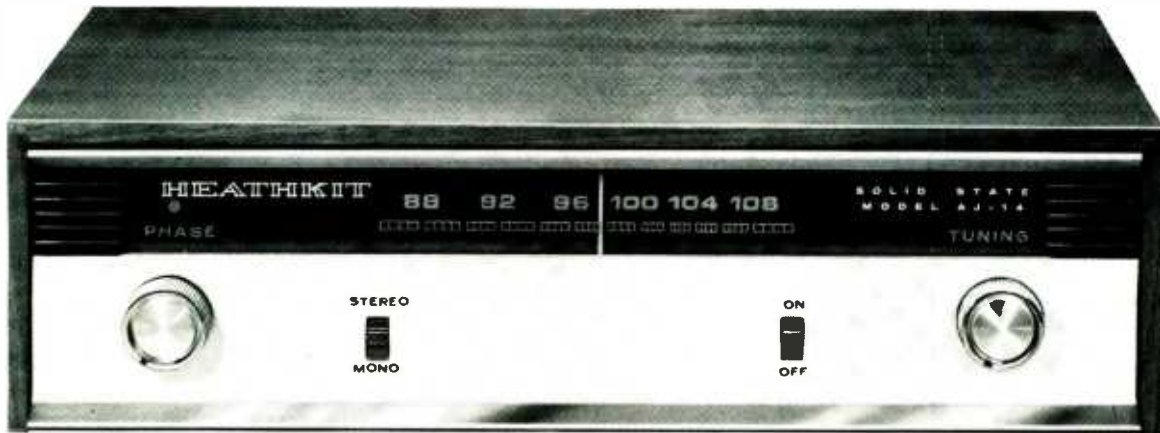 HEATHKIT
88 92 96 100 104 108
SOLID STATE
MODEL AJ-14
PHASE
TUNING
STEREO
MONO
ON
OFF